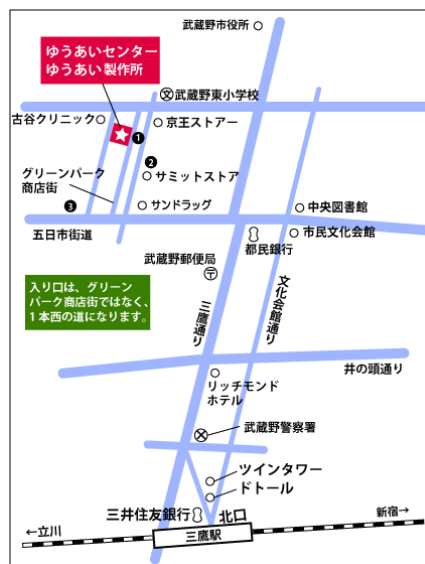 武蔵野市役所
ゆうあいセンター
ゆうあい製作所
武蔵野東小学校
文
古谷クリニック
京王ストアー
1
2
サミットストア
グリーンパーク
商店街
3
サンドラッグ
中央図書館
五日市街道
市民文化会館
都民銀行
武蔵野郵便局
〒
入り口は、グリーン
パーク商店街ではなく、
1本西の道になります。
三鷹通り
文化会館通り
井の頭通り
リッチモンド
ホテル
武蔵野警察署
ツインタワー
ドトール
三井住友銀行
北口
←立川
三鷹駅
新宿→